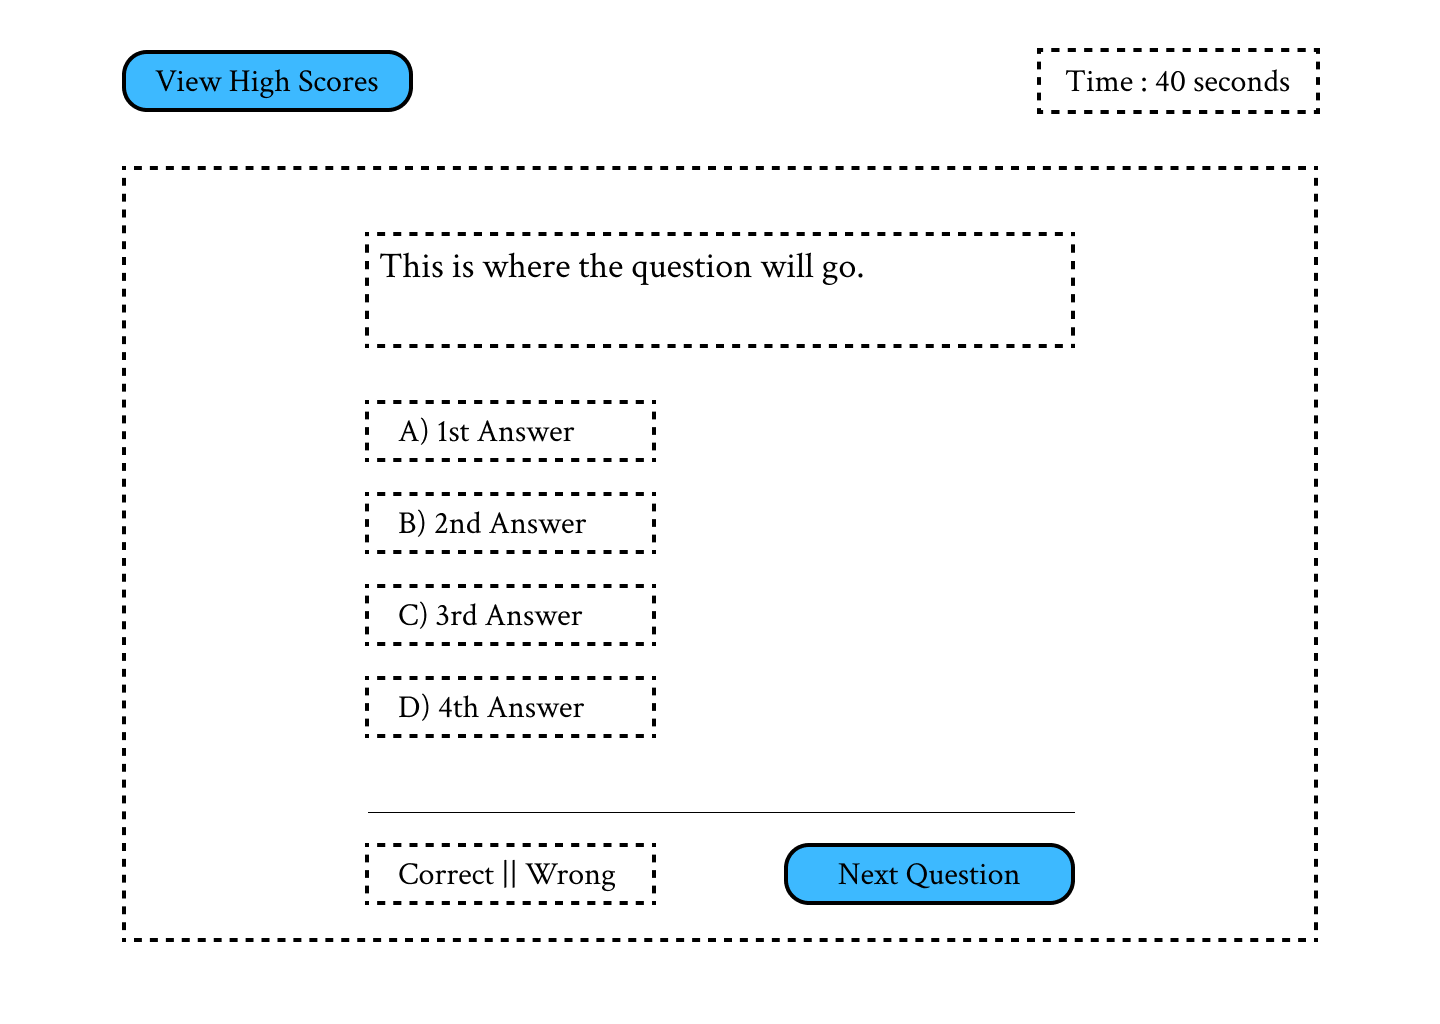 View High Scores
Time : 40 seconds
This is where the question will go.
A) 1st Answer
B) 2nd Answer
C) 3rd Answer
D) 4th Answer
Correct || Wrong
Next Question